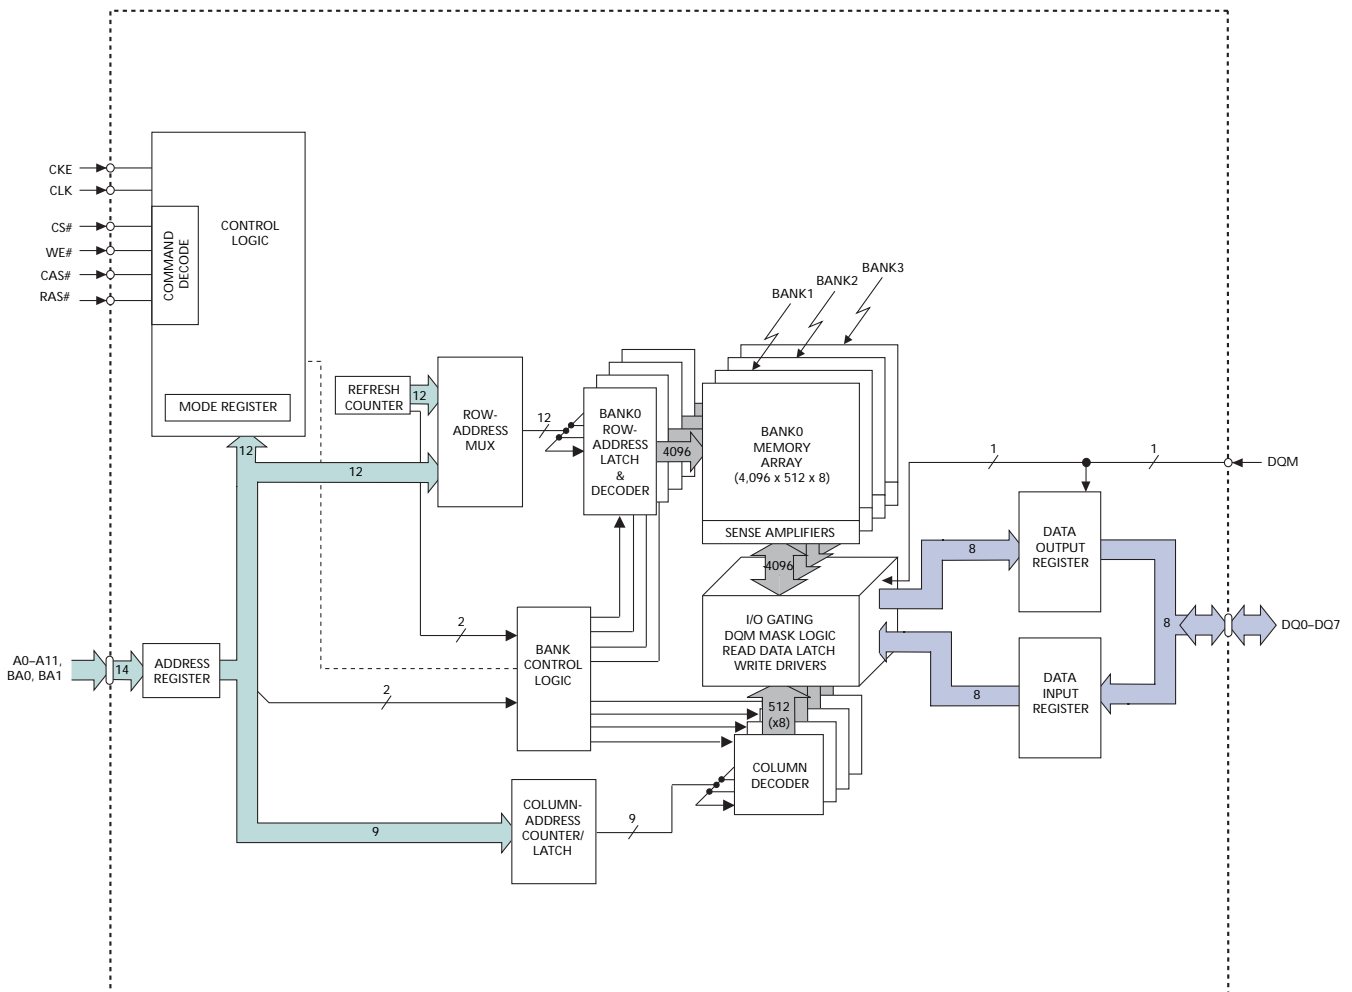 CKE
CLK
CS#
WE#
CAS#
RAS#
COMMAND
DECODE
CONTROL
LOGIC
MODE REGISTER
12
12
REFRESH
COUNTER
12
ROW-
ADDRESS
MUX
12
BANK0
ROW-
ADDRESS
LATCH
&
DECODER
4096
BANK1
BANK2
BANK3
BANK0
MEMORY
ARRAY
(4,096 x 512 x 8)
SENSE AMPLIFIERS
4096
I/O GATING
DQM MASK LOGIC
READ DATA LATCH
WRITE DRIVERS
512
(x8)
COLUMN
DECODER
1
1
DQM
DATA
OUTPUT
REGISTER
8
8
DQ0–DQ7
DATA
INPUT
REGISTER
8
A0–A11,
BA0, BA1
14
ADDRESS
REGISTER
2
2
BANK
CONTROL
LOGIC
9
COLUMN-
ADDRESS
COUNTER/
LATCH
9